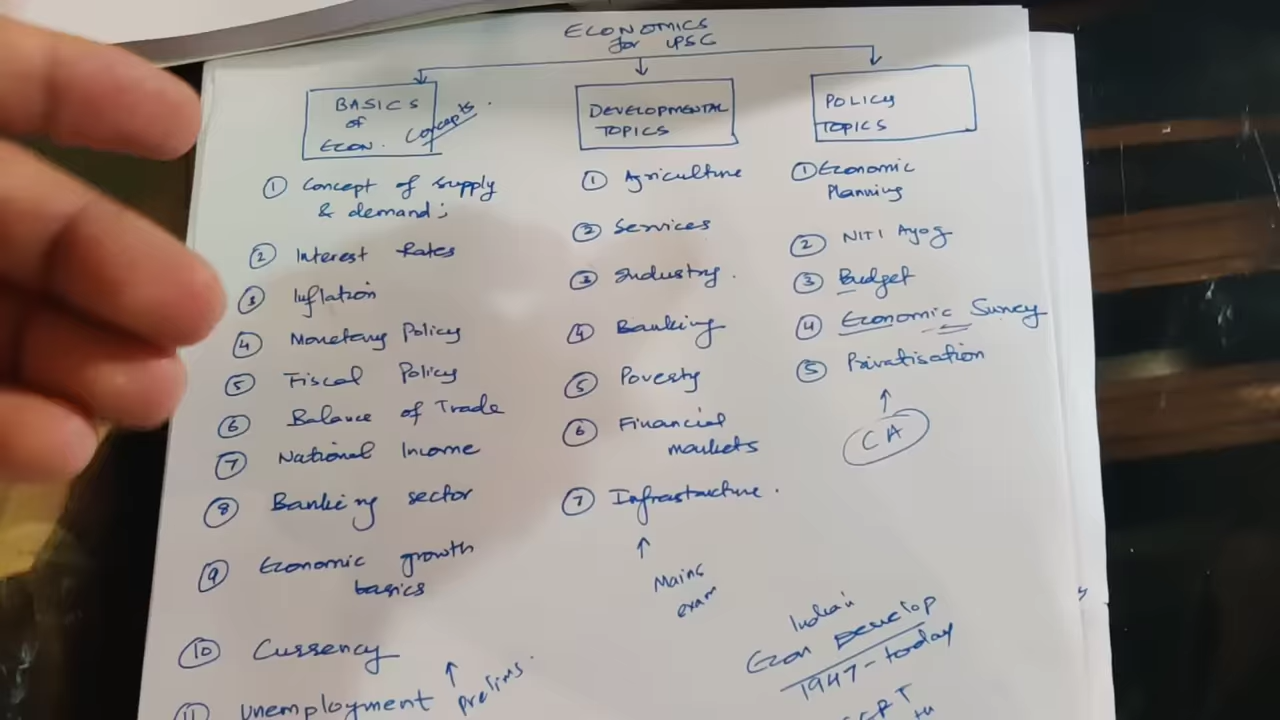 ECONOMICS
for UPSC
BASICS
of
ECON. Concepts.
① Concept of supply
& demand;
② Interest Rates
③ Inflation
④ Monetary Policy
⑤ Fiscal Policy
⑥ Balance of Trade
⑦ National Income
⑧ Banking sector
⑨ Economic growth
basics
⑩ Currency
⑪ Unemployment
↑
prelims.
DEVELOPMENTAL
TOPICS
① Agriculture
② Services
③ Industry.
④ Banking
⑤ Poverty
⑥ Financial
markets
⑦ Infrastructure.
↑
Mains
exam
POLICY
TOPICS
① Economic
Planning
② NITI Ayog
③ Budget
④ Economic Survey
⑤ Privatisation
↑
CA
Indian
Econ Develop
1947-today